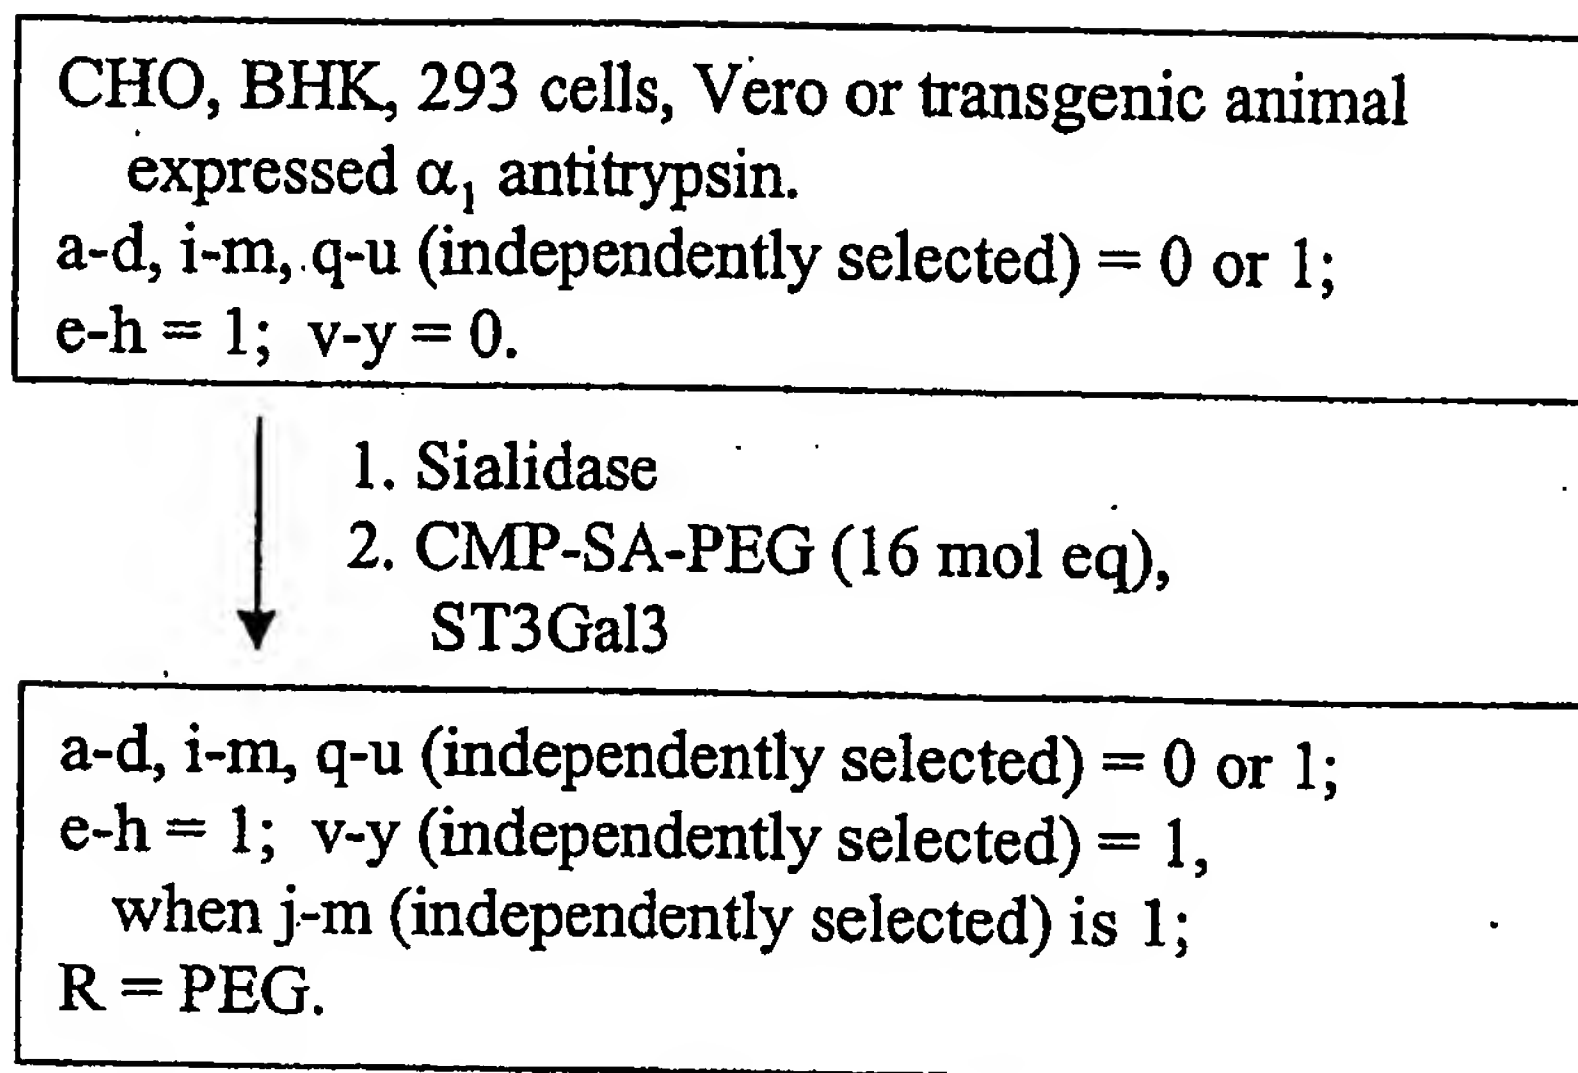 CHO, BHK, 293 cells, Vero or transgenic animal
expressed α₁ antitrypsin.
a-d, i-m, q-u (independently selected) = 0 or 1;
e-h = 1; v-y = 0.
1. Sialidase
2. CMP-SA-PEG (16 mol eq),
ST3Gal3
a-d, i-m, q-u (independently selected) = 0 or 1;
e-h = 1; v-y (independently selected) = 1,
when j-m (independently selected) is 1;
R = PEG.